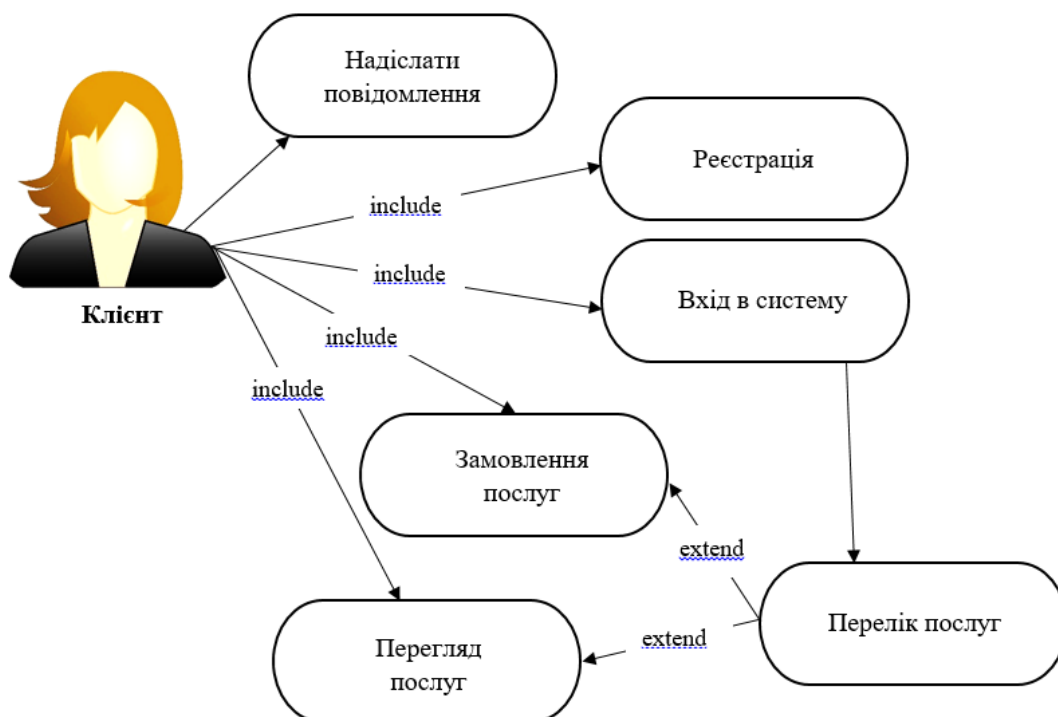 Надіслати
повідомлення
Реєстрація
include
include
Вхід в систему
Клієнт
include
include
Замовлення
послуг
extend
Перелік послуг
extend
Перегляд
послуг